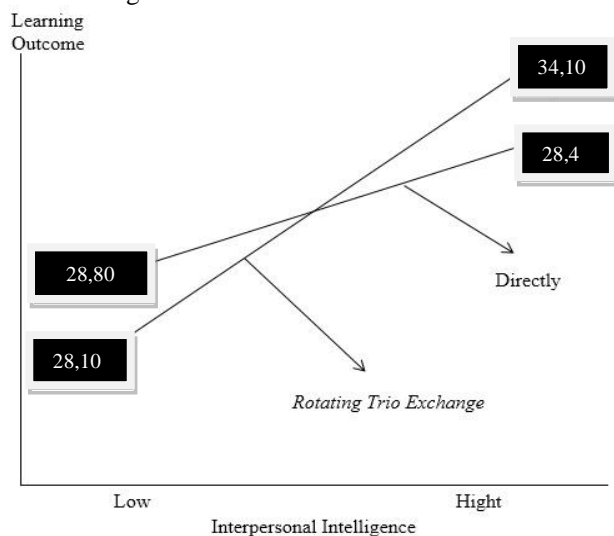 Learning
Outcome
34,10
28,4
28,80
Directly
28,10
Rotating Trio Exchange
Low Hight
Interpersonal Intelligence